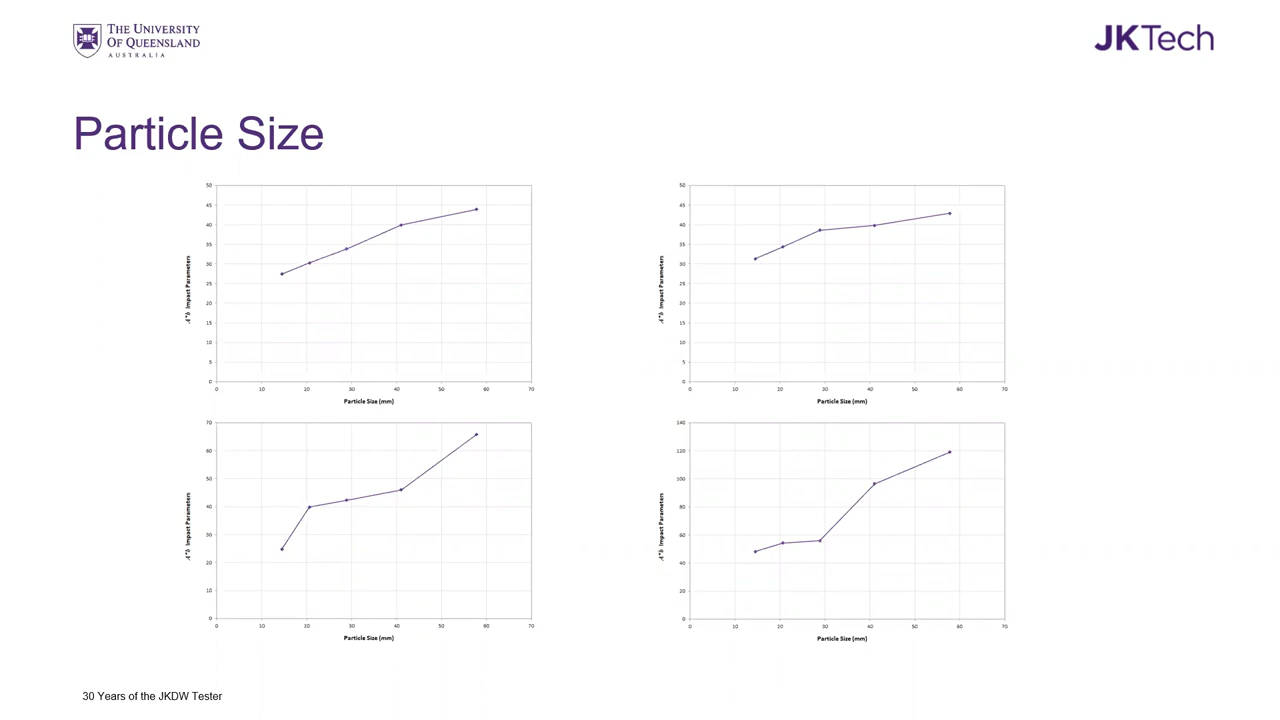 THE UNIVERSITY
OF QUEENSLAND
AUSTRALIA
JKTech
Particle Size
50
45
40
35
30
25
20
15
10
5
0
A*b Impact Parameters
0 10 20 30 40 50 60 70
Particle Size (mm)
50
45
40
35
30
25
20
15
10
5
0
A*b Impact Parameters
0 10 20 30 40 50 60 70
Particle Size (mm)
70
60
50
40
30
20
10
0
A*b Impact Parameters
0 10 20 30 40 50 60 70
Particle Size (mm)
140
120
100
80
60
40
20
0
A*b Impact Parameters
0 10 20 30 40 50 60 70
Particle Size (mm)
30 Years of the JKDW Tester